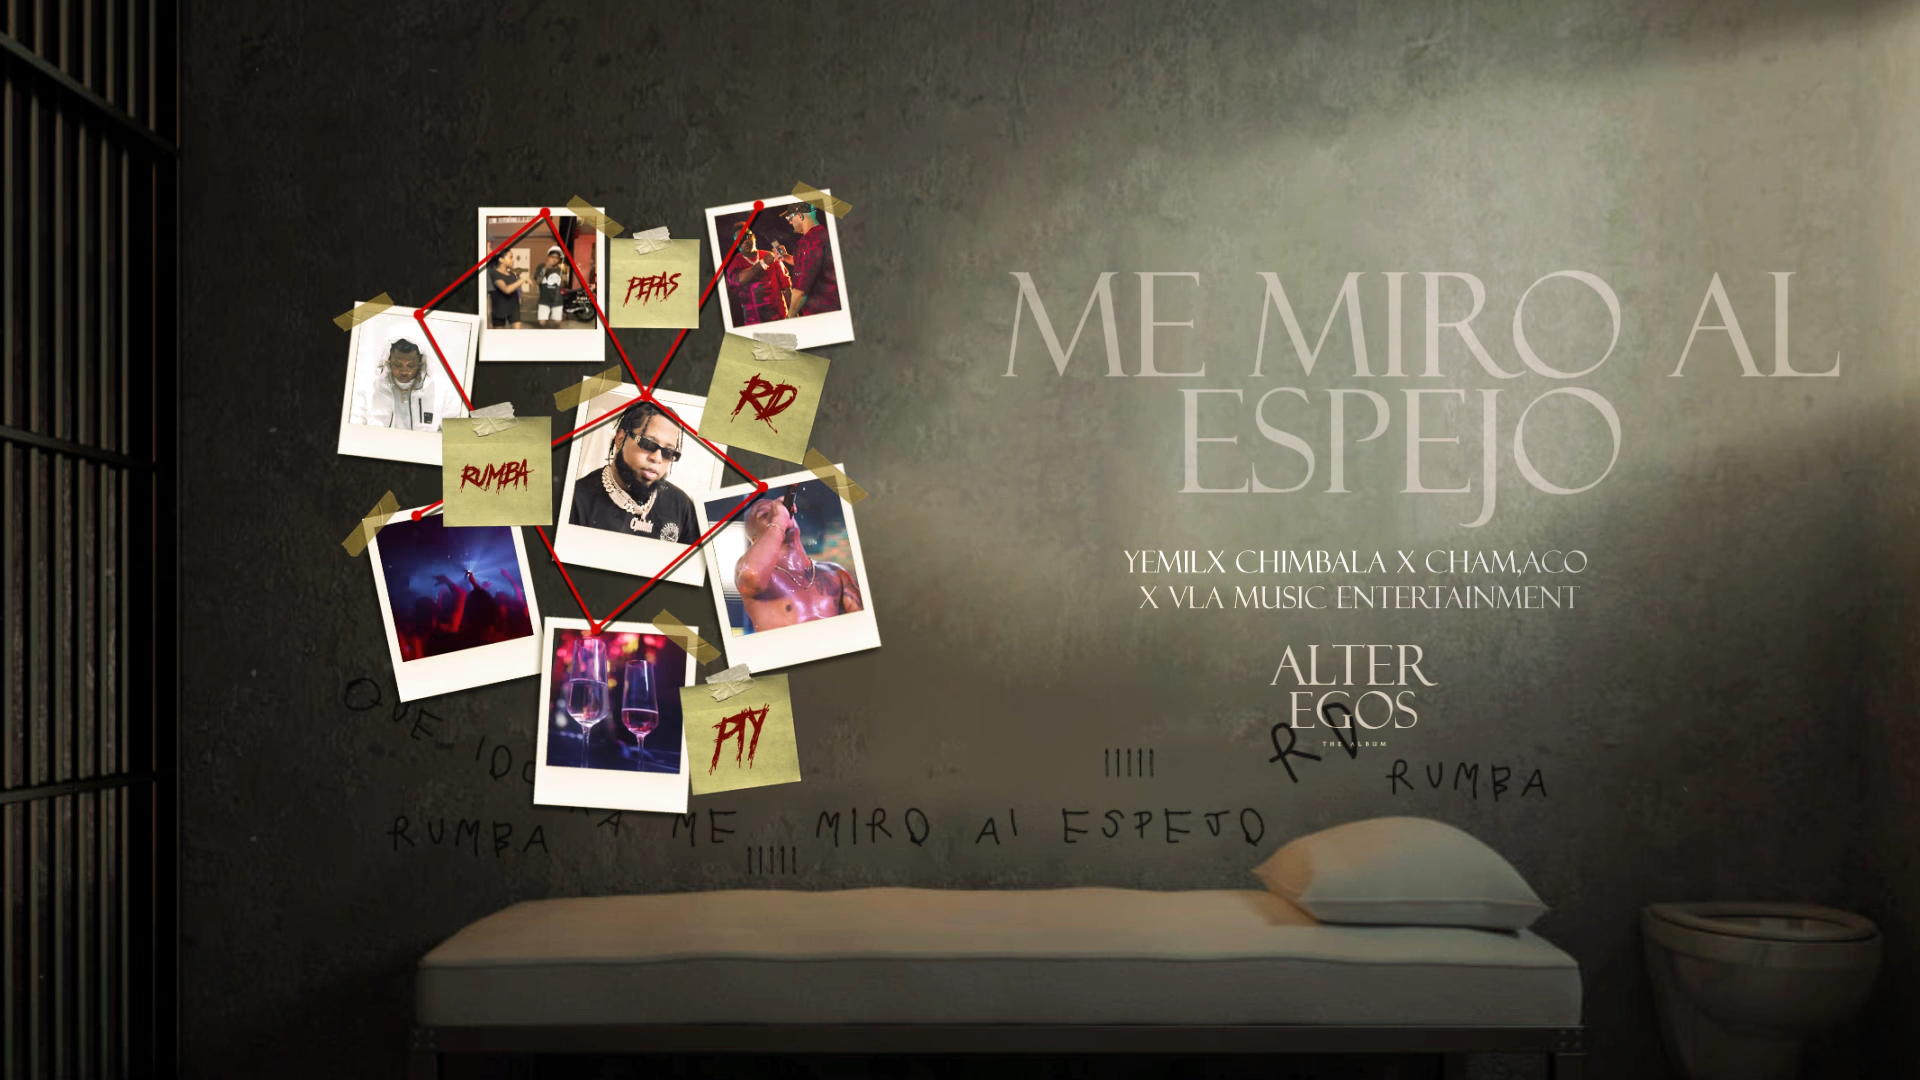 PEPAS
RD
RUMBA
PTY
ME MIRO AL
ESPEJO
YEMILX CHIMBALA X CHAM,ACO
X VLA MUSIC ENTERTAINMENT
ALTER
EGOS
THE ALBUM
RD
RUMBA
QUE
RUMBA ME MIRO Al ESPEJO